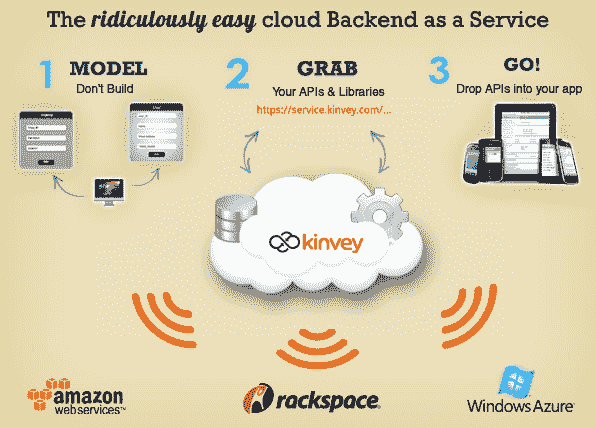 The ridiculously easy cloud Backend as a Service
1 MODEL
Don't Build
2 GRAB
Your APIs & Libraries
https://service.kinvey.com/...
3 GO!
Drop APIs into your app
kinvey
amazon
webservices™
rackspace®
Windows Azure™